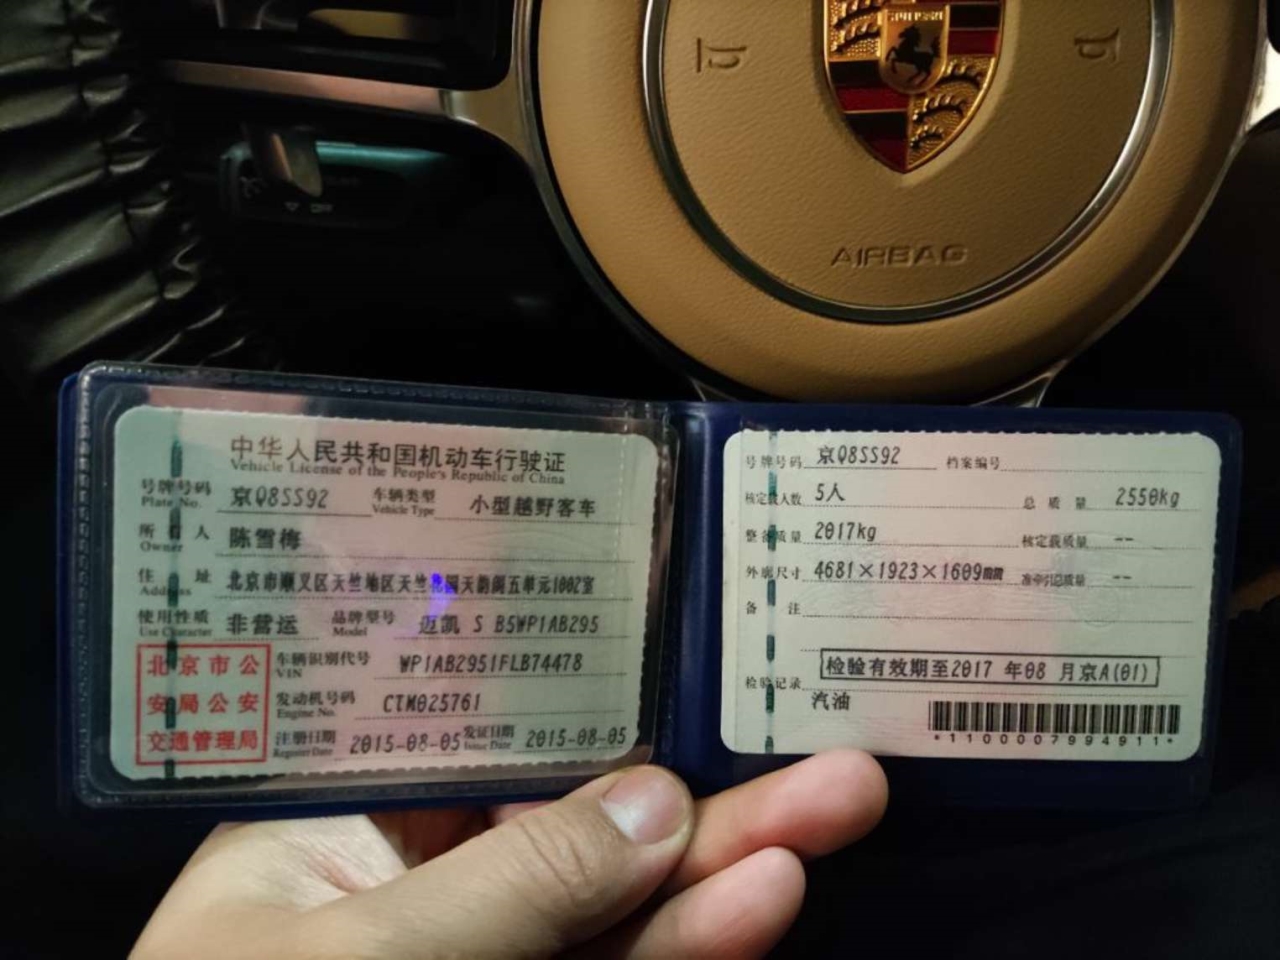 PORSCHE
AIRBAG
中华人民共和国机动车行驶证
Vehicle License of the People's Republic of China
号牌号码 京Q8SS92 车辆类型 小型越野客车
Plate No. Vehicle Type
所有人 陈雪梅
Owner
住址 北京市顺义区天竺地区天竺花园天韵阁五单元1002室
Address
使用性质 非营运 品牌型号 迈凯 S B5WP1AB295
Use Character Model
车辆识别代号 WP1AB2951FLB74478
VIN
发动机号码 CTM025761
Engine No.
注册日期 2015-08-05 发证日期 2015-08-05
Register Date Issue Date
北京市公
安局公安
交通管理局
号牌号码 京Q8SS92 档案编号
核定载人数 5人 总质量 2550kg
整备质量 2017kg 核定载质量 --
外廓尺寸 4681×1923×1609mm 准牵引总质量 --
备注
检验有效期至2017 年08 月京A(01)
检验记录
汽油
*1100007994911*